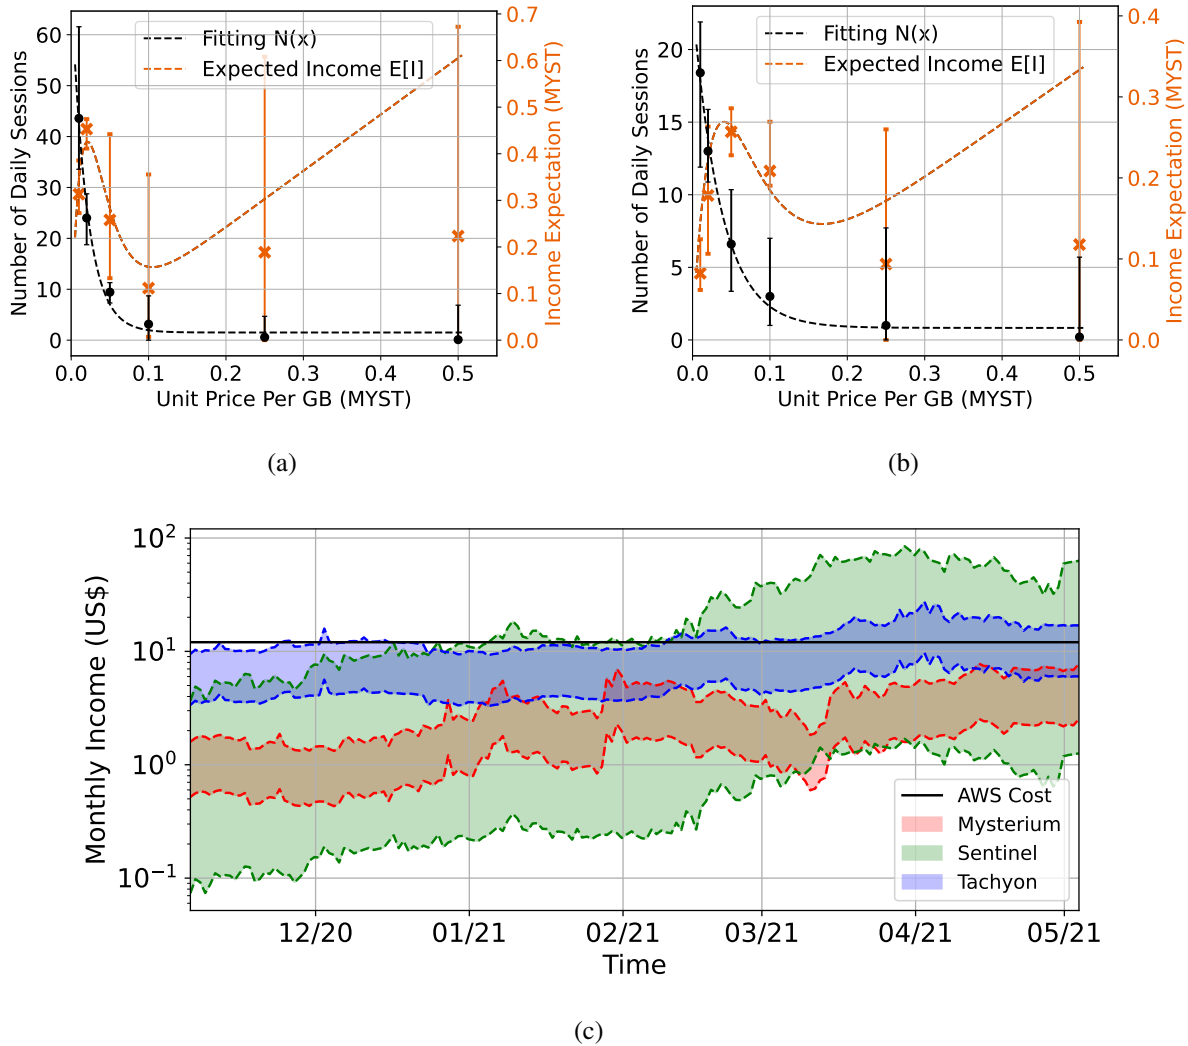 Fitting N(x)
Expected Income E[I]
Number of Daily Sessions
0
10
20
30
40
50
60
Income Expectation (MYST)
0.0
0.1
0.2
0.3
0.4
0.5
0.6
0.7
0.0 0.1 0.2 0.3 0.4 0.5
Unit Price Per GB (MYST)
(a)
Fitting N(x)
Expected Income E[I]
Number of Daily Sessions
0
5
10
15
20
Income Expectation (MYST)
0.0
0.1
0.2
0.3
0.4
0.0 0.1 0.2 0.3 0.4 0.5
Unit Price Per GB (MYST)
(b)
Monthly Income (US$)
10²
10¹
10⁰
10⁻¹
AWS Cost
Mysterium
Sentinel
Tachyon
12/20 01/21 02/21 03/21 04/21 05/21
Time
(c)